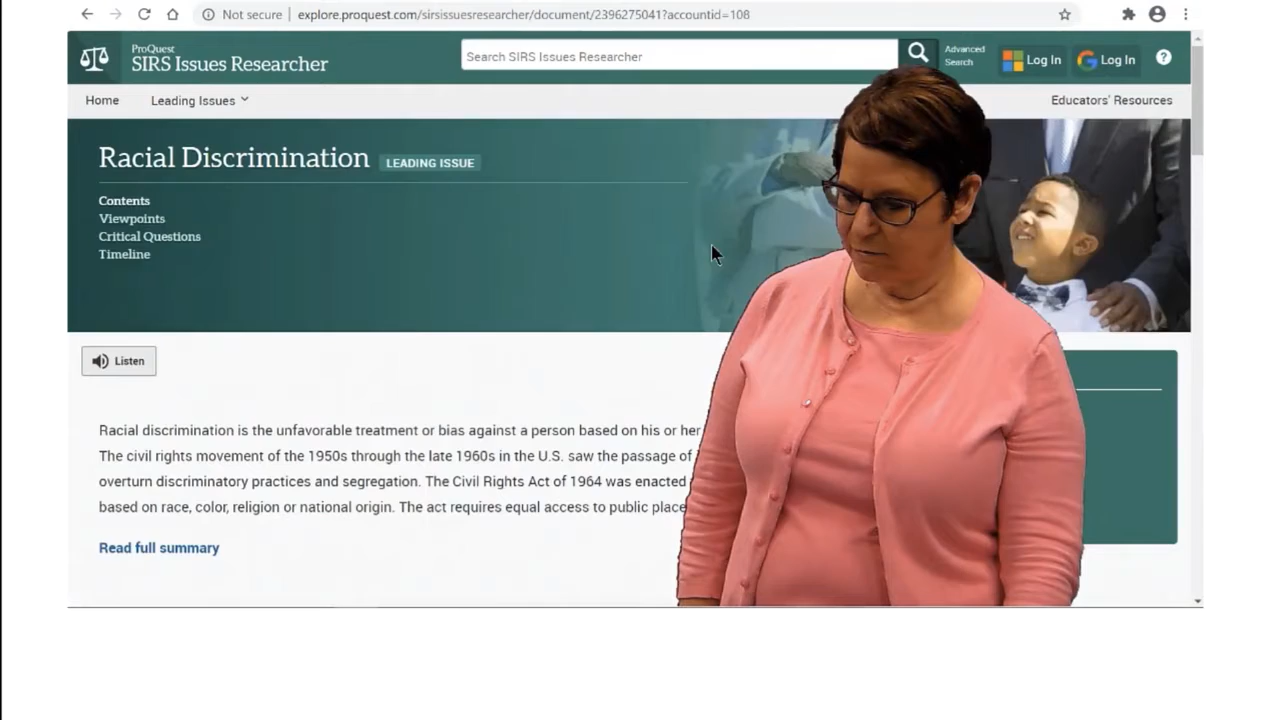 Not secure
explore.proquest.com/sirsissuesresearcher/document/2396275041?accountid=108
ProQuest
SIRS Issues Researcher
Search SIRS Issues Researcher
Advanced
Search
Log In
Log In
?
Home
Leading Issues
Educators' Resources
Racial Discrimination
LEADING ISSUE
Contents
Viewpoints
Critical Questions
Timeline
Listen
Racial discrimination is the unfavorable treatment or bias against a person based on his or her
The civil rights movement of the 1950s through the late 1960s in the U.S. saw the passage of
overturn discriminatory practices and segregation. The Civil Rights Act of 1964 was enacted
based on race, color, religion or national origin. The act requires equal access to public place
Read full summary